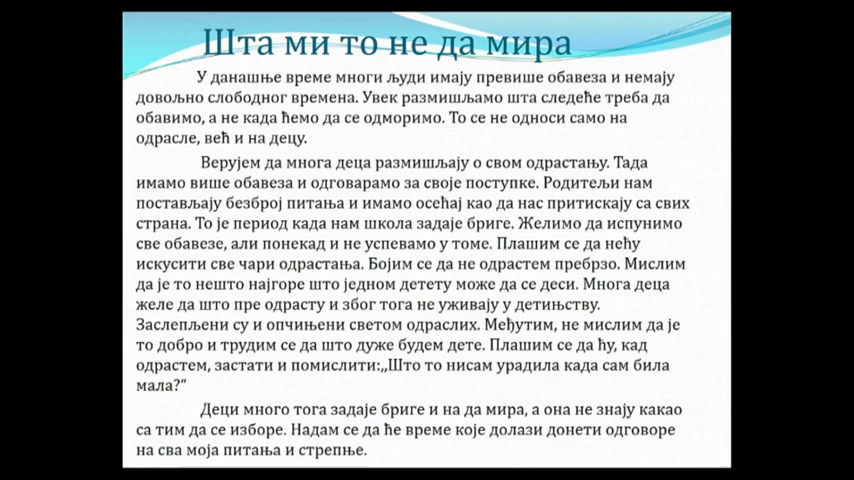 Шта ми то не да мира
У данашње време многи људи имају превише обавеза и немају
довољно слободног времена. Увек размишљамо шта следеће треба да
обавимо, а не када ћемо да се одморимо. То се не односи само на
одрасле, већ и на децу.
Верујем да многа деца размишљају о свом одрастању. Тада
имамо више обавеза и одговарамо за своје поступке. Родитељи нам
постављају безброј питања и имамо осећај као да нас притискају са свих
страна. То је период када нам школа задаје бриге. Желимо да испунимо
све обавезе, али понекад и не успевамо у томе. Плашим се да нећу
искусити све чари одрастања. Бојим се да не одрастем пребрзо. Мислим
да је то нешто најгоре што једном детету може да се деси. Многа деца
желе да што пре одрасту и због тога не уживају у детињству.
Заслепљени су и опчињени светом одраслих. Међутим, не мислим да је
то добро и трудим се да што дуже будем дете. Плашим се да ћу, кад
одрастем, застати и помислити:„Што то нисам урадила када сам била
мала?“
Деци много тога задаје бриге и на да мира, а она не знају какао
са тим да се изборе. Надам се да ће време које долази донети одговоре
на сва моја питања и стрепње.